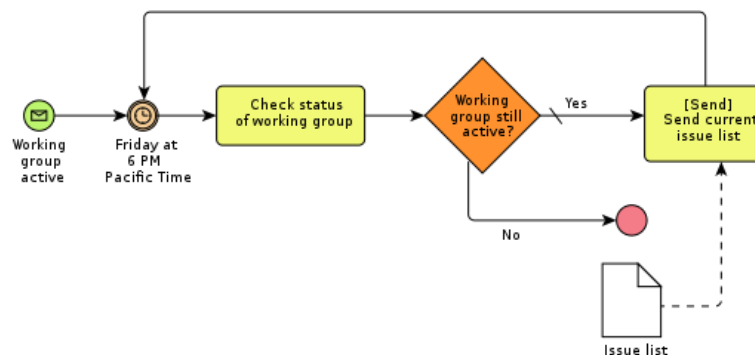 Working
group
active
Friday at
6 PM
Pacific Time
Check status
of working group
Working
group still
active?
Yes
No
[Send]
Send current
issue list
Issue list